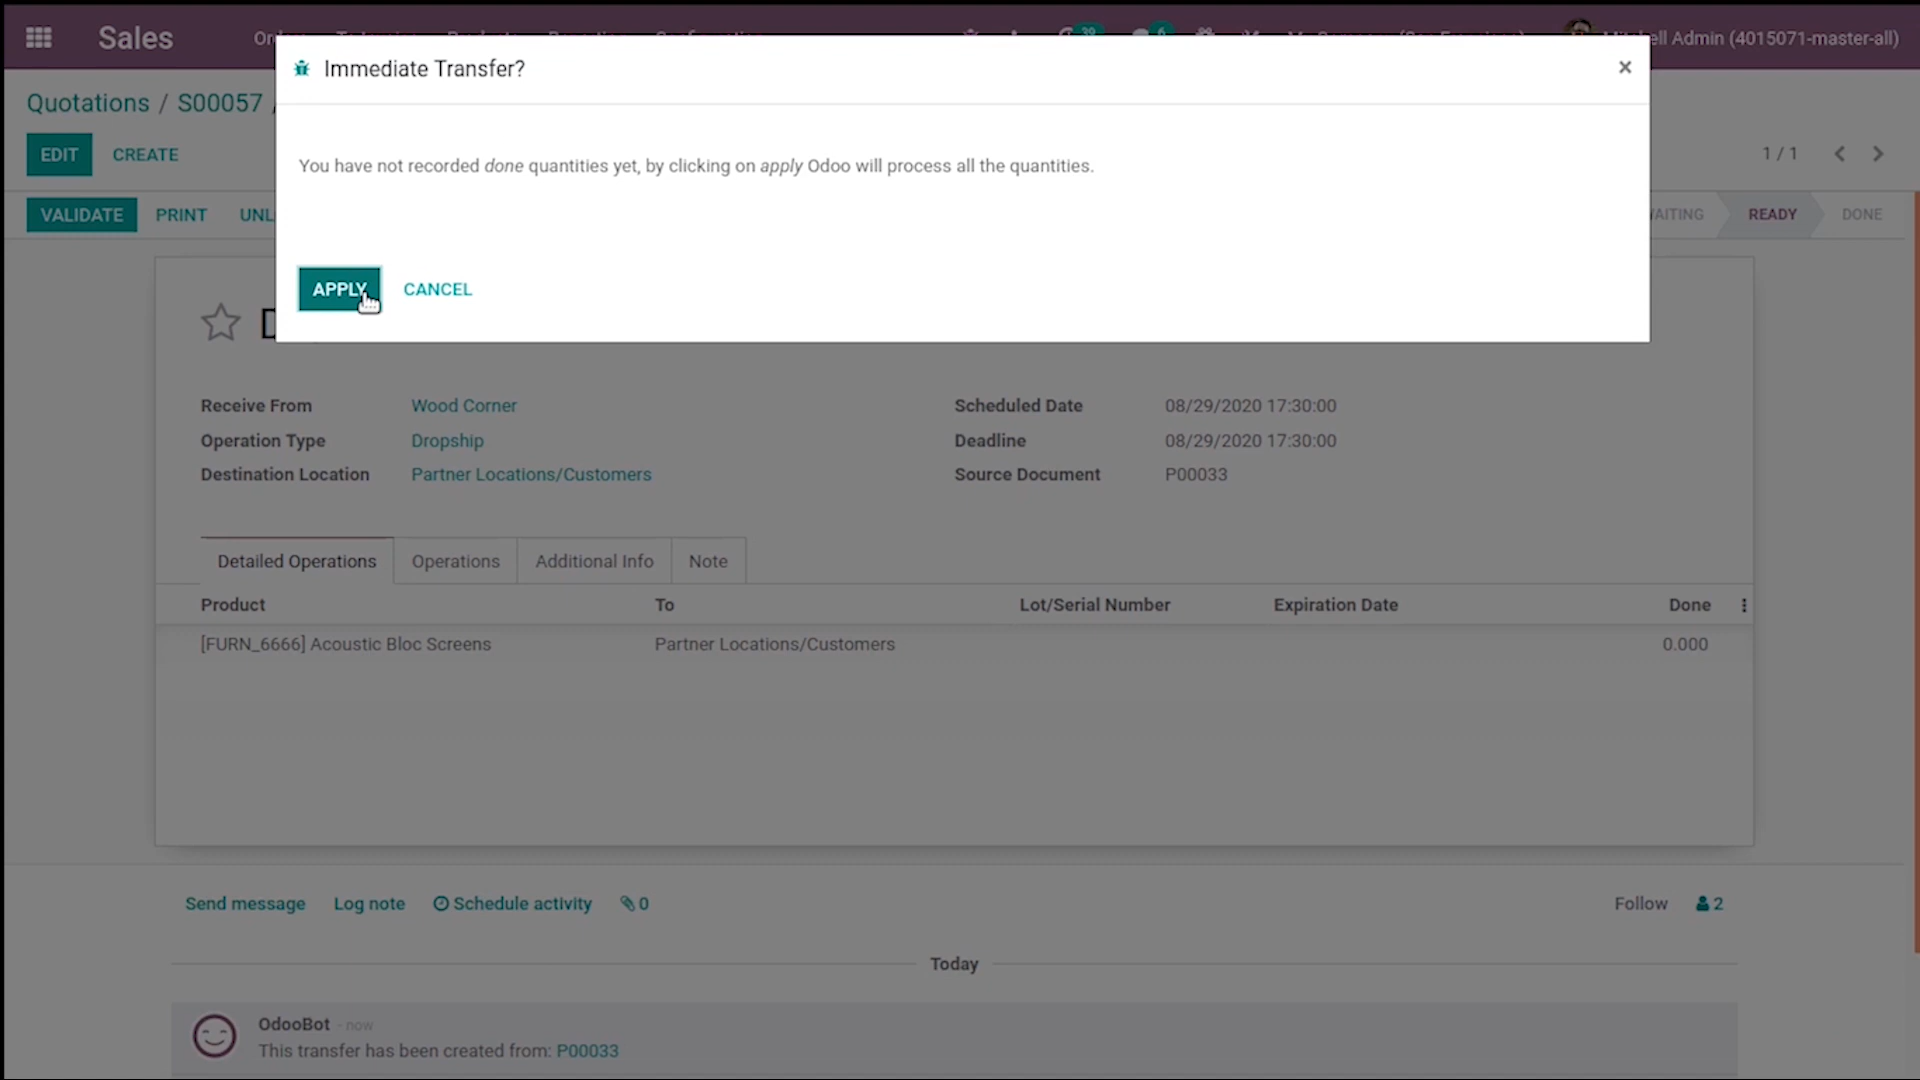 Sales
39
6
Mitchell Admin (4015071-master-all)
Immediate Transfer?
×
Quotations / S00057 /
EDIT CREATE
1 / 1
You have not recorded done quantities yet, by clicking on apply Odoo will process all the quantities.
VALIDATE PRINT UNL
WAITING READY DONE
APPLY CANCEL
Receive From Wood Corner Scheduled Date 08/29/2020 17:30:00
Operation Type Dropship Deadline 08/29/2020 17:30:00
Destination Location Partner Locations/Customers Source Document P00033
Detailed Operations Operations Additional Info Note
Product To Lot/Serial Number Expiration Date Done
[FURN_6666] Acoustic Bloc Screens Partner Locations/Customers 0.000
Send message Log note Schedule activity 0 Follow 2
Today
OdooBot - now
This transfer has been created from: P00033